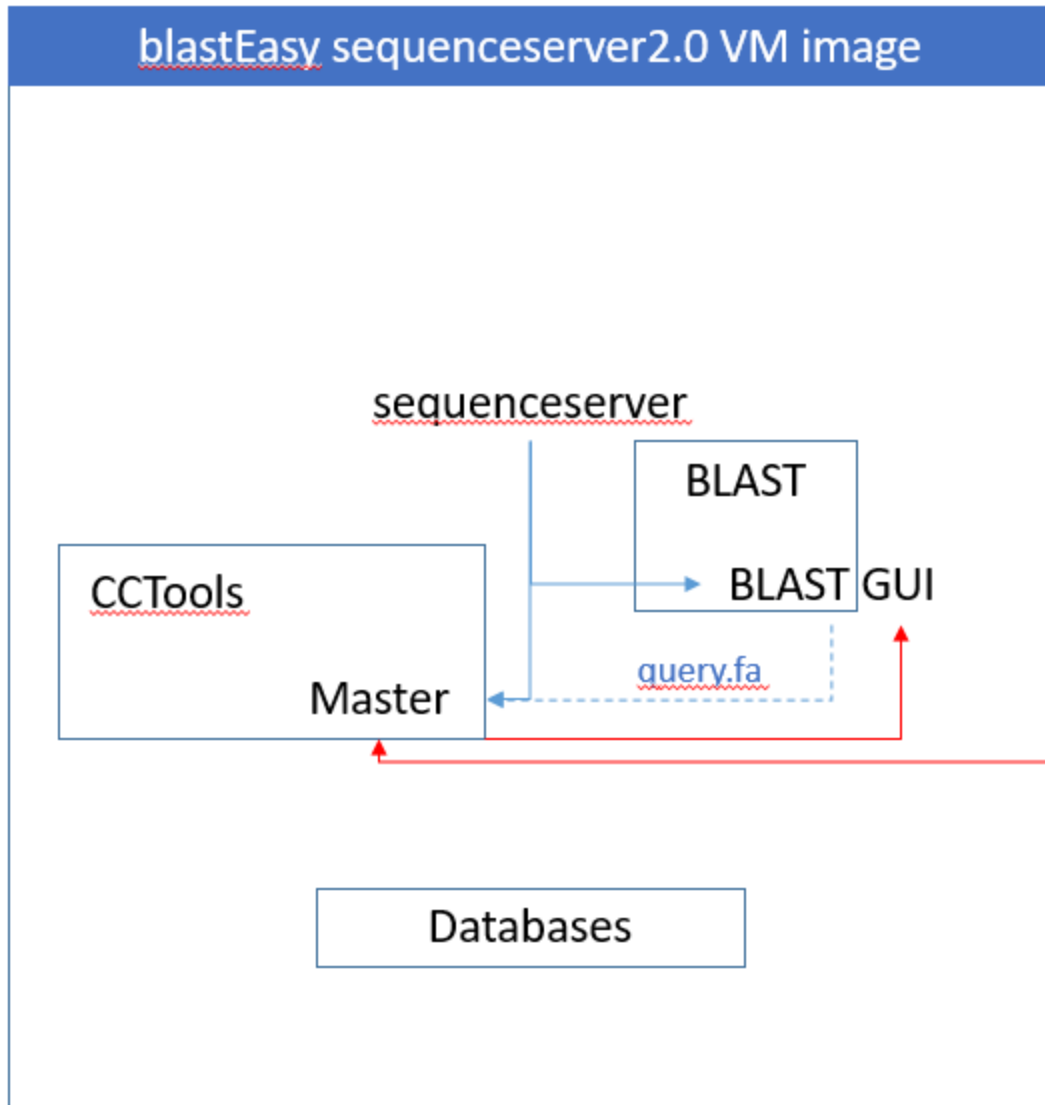 blastEasy sequenceserver2.0 VM image
sequenceserver
BLAST
BLAST GUI
CCTools
query.fa
Master
Databases